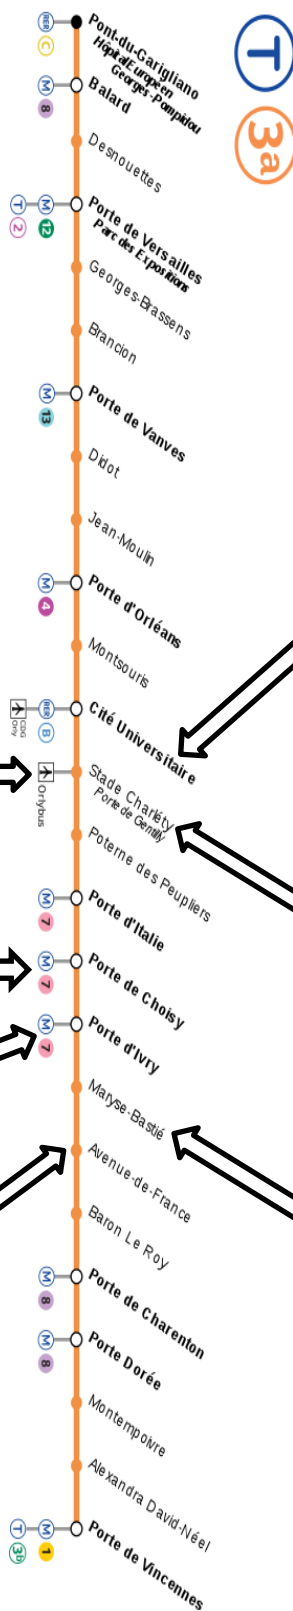 T
3a
Pont-du-Garigliano
Hôpital Européen
Georges-Pompidou
RER
C
Balard
M
8
Desnouettes
Porte de Versailles
Parc des Expositions
M
12
T
2
Georges-Brassens
Brancion
Porte de Vanves
M
13
Didot
Jean-Moulin
Porte d'Orléans
M
4
Montsouris
Cité Universitaire
RER
B
CDG
Orly
Stade Charléty
Porte de Gentilly
Orlybus
Poterne des Peupliers
Porte d'Italie
M
7
Porte de Choisy
M
7
Porte d'Ivry
M
7
Maryse-Bastié
Avenue-de-France
Baron Le Roy
Porte de Charenton
M
8
Porte Dorée
M
8
Montempoivre
Alexandra David-Néel
Porte de Vincennes
M
1
T
3b